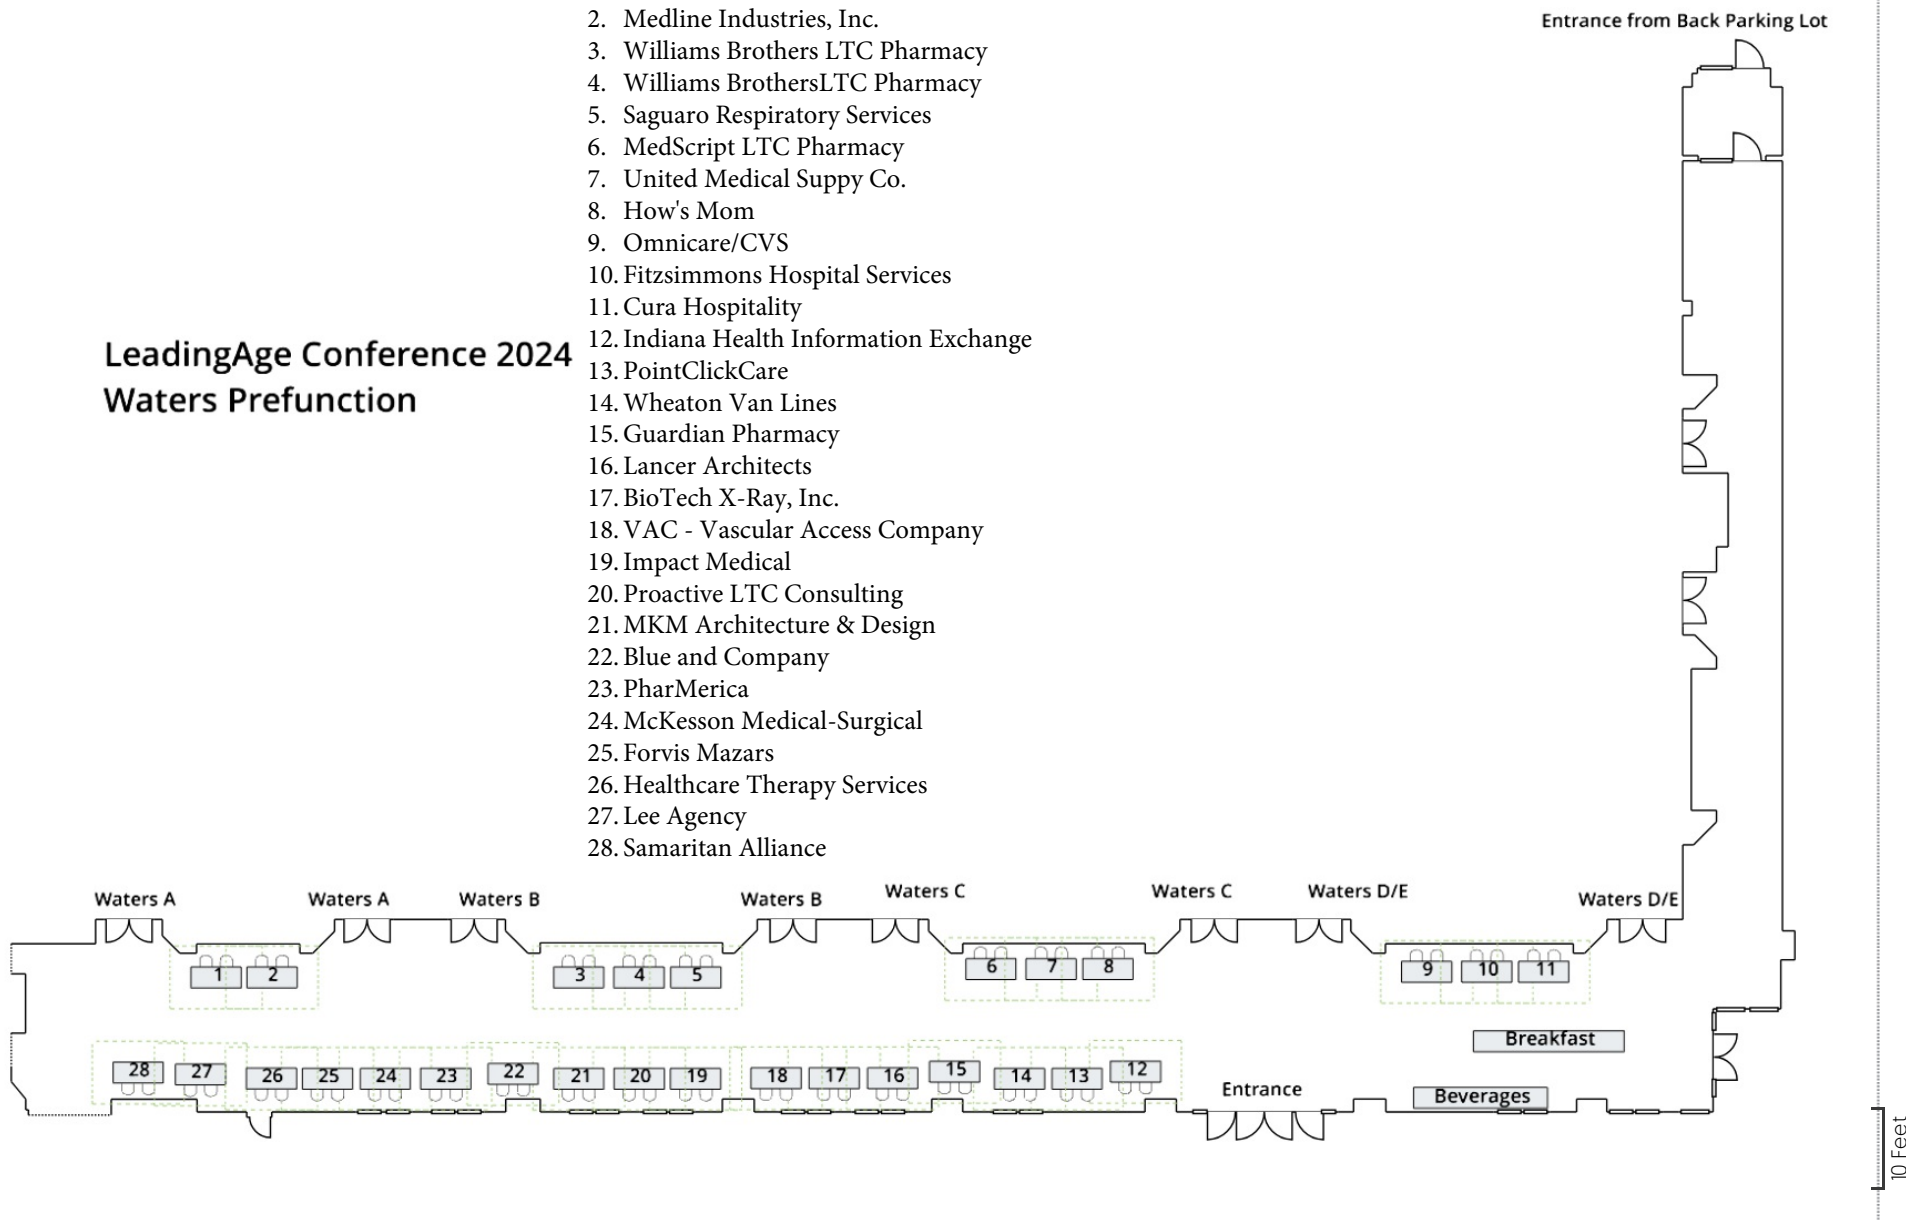 2. Medline Industries, Inc.
3. Williams Brothers LTC Pharmacy
4. Williams BrothersLTC Pharmacy
5. Saguaro Respiratory Services
6. MedScript LTC Pharmacy
7. United Medical Suppy Co.
8. How's Mom
9. Omnicare/CVS
10. Fitzsimmons Hospital Services
11. Cura Hospitality
12. Indiana Health Information Exchange
13. PointClickCare
14. Wheaton Van Lines
15. Guardian Pharmacy
16. Lancer Architects
17. BioTech X-Ray, Inc.
18. VAC - Vascular Access Company
19. Impact Medical
20. Proactive LTC Consulting
21. MKM Architecture & Design
22. Blue and Company
23. PharMerica
24. McKesson Medical-Surgical
25. Forvis Mazars
26. Healthcare Therapy Services
27. Lee Agency
28. Samaritan Alliance
Entrance from Back Parking Lot
LeadingAge Conference 2024
Waters Prefunction
Waters A
Waters A
Waters B
Waters B
Waters C
Waters C
Waters D/E
Waters D/E
1
2
3
4
5
6
7
8
9
10
11
Breakfast
28
27
26
25
24
23
22
21
20
19
18
17
16
15
14
13
12
Entrance
Beverages
10 Feet